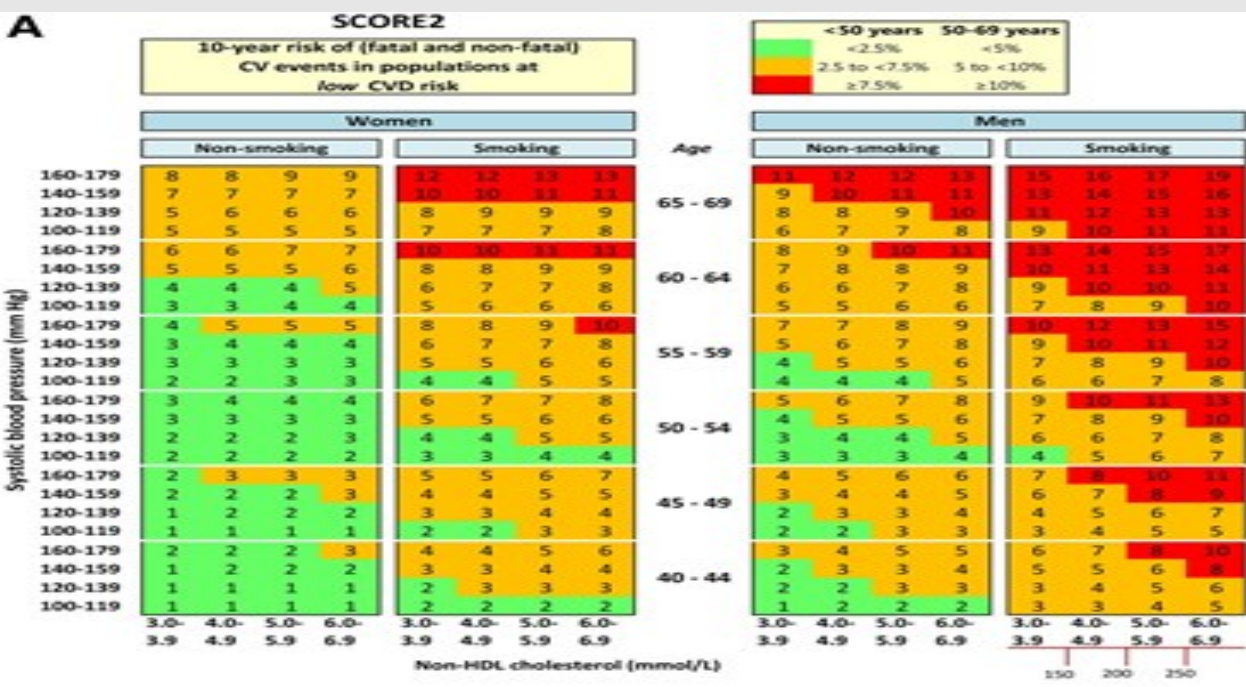 A
SCORE2
10-year risk of (fatal and non-fatal)
CV events in populations at
low CVD risk
<50 years 50-69 years
<2.5% <5%
2.5 to <7.5% 5 to <10%
≥7.5% ≥10%
Women Men
Non-smoking Smoking Age Non-smoking Smoking
Systolic blood pressure (mm Hg)
160-179 8 8 9 9 12 12 13 13 11 12 12 13 15 16 17 19
140-159 7 7 7 7 10 10 11 11 9 10 11 11 13 14 15 16
65 - 69
120-139 5 6 6 6 8 9 9 9 8 8 9 10 11 12 13 13
100-119 5 5 5 5 7 7 7 8 6 7 7 8 9 10 11 11
160-179 6 6 7 7 10 10 11 11 8 9 10 11 13 14 15 17
140-159 5 5 5 6 8 8 9 9 7 8 8 9 10 11 13 14
60 - 64
120-139 4 4 4 5 6 7 7 8 6 6 7 8 9 10 10 11
100-119 3 3 4 4 5 6 6 6 5 5 6 6 7 8 9 10
160-179 4 5 5 5 8 8 9 10 7 7 8 9 10 12 13 15
140-159 3 4 4 4 6 7 7 8 5 6 7 8 9 10 11 12
55 - 59
120-139 3 3 3 3 5 5 6 6 4 5 5 6 7 8 9 10
100-119 2 2 3 3 4 4 5 5 4 4 4 5 6 6 7 8
160-179 3 4 4 4 6 7 7 8 5 6 7 8 9 10 11 13
140-159 3 3 3 3 5 5 6 6 4 5 5 6 7 8 9 10
50 - 54
120-139 2 2 2 3 4 4 5 5 3 4 4 5 6 6 7 8
100-119 2 2 2 2 3 3 4 4 3 3 3 4 4 5 6 7
160-179 2 3 3 3 5 5 6 7 4 5 6 6 7 8 10 11
140-159 2 2 2 3 4 4 5 5 3 4 4 5 6 7 8 9
45 - 49
120-139 1 2 2 2 3 3 4 4 2 3 3 4 4 5 6 7
100-119 1 1 1 1 2 2 3 3 2 2 3 3 3 4 5 5
160-179 2 2 2 3 4 4 5 6 3 4 5 5 6 7 8 10
140-159 1 2 2 2 3 3 4 4 2 3 3 4 5 5 6 8
40 - 44
120-139 1 1 1 1 2 3 3 3 2 2 3 3 3 4 5 6
100-119 1 1 1 1 2 2 2 2 1 2 2 2 3 3 4 5
3.0- 4.0- 5.0- 6.0- 3.0- 4.0- 5.0- 6.0- 3.0- 4.0- 5.0- 6.0- 3.0- 4.0- 5.0- 6.0-
3.9 4.9 5.9 6.9 3.9 4.9 5.9 6.9 3.9 4.9 5.9 6.9 3.9 4.9 5.9 6.9
Non-HDL cholesterol (mmol/L)
150 200 250